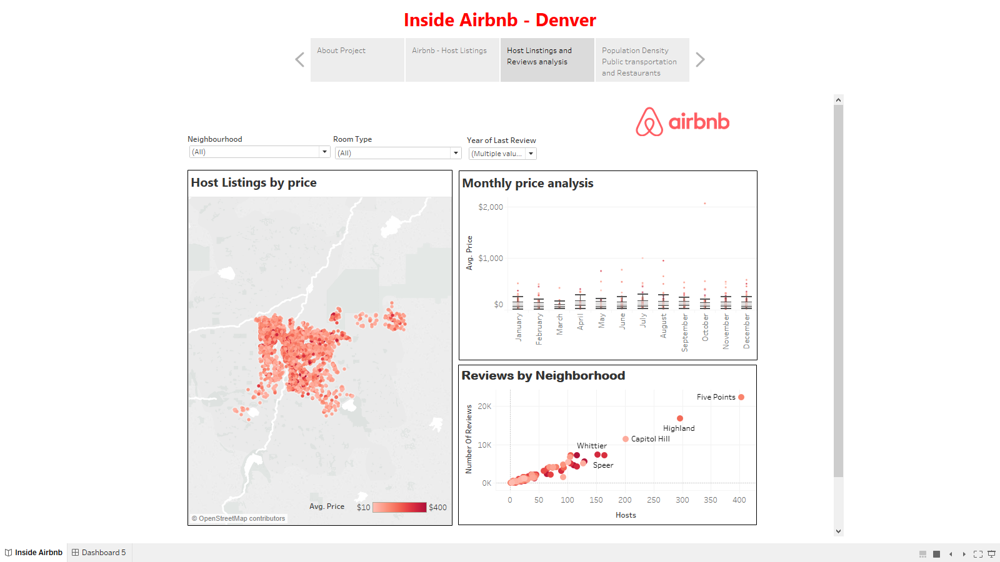 Inside Airbnb - Denver
About Project
Airbnb - Host Listings
Host Linstings and
Reviews analysis
Population Density
Public transportation
and Restaurants
airbnb
Neighbourhood
(All)
Room Type
(All)
Year of Last Review
(Multiple valu...
Host Listings by price
Avg. Price
$10
$400
© OpenStreetMap contributors
Monthly price analysis
Avg. Price
$2,000
$1,000
$0
January
February
March
April
May
June
July
August
September
October
November
December
Reviews by Neighborhood
Number Of Reviews
20K
10K
0K
Five Points
Highland
Capitol Hill
Whittier
Speer
0
50
100
150
200
250
300
350
400
Hosts
Inside Airbnb
Dashboard 5